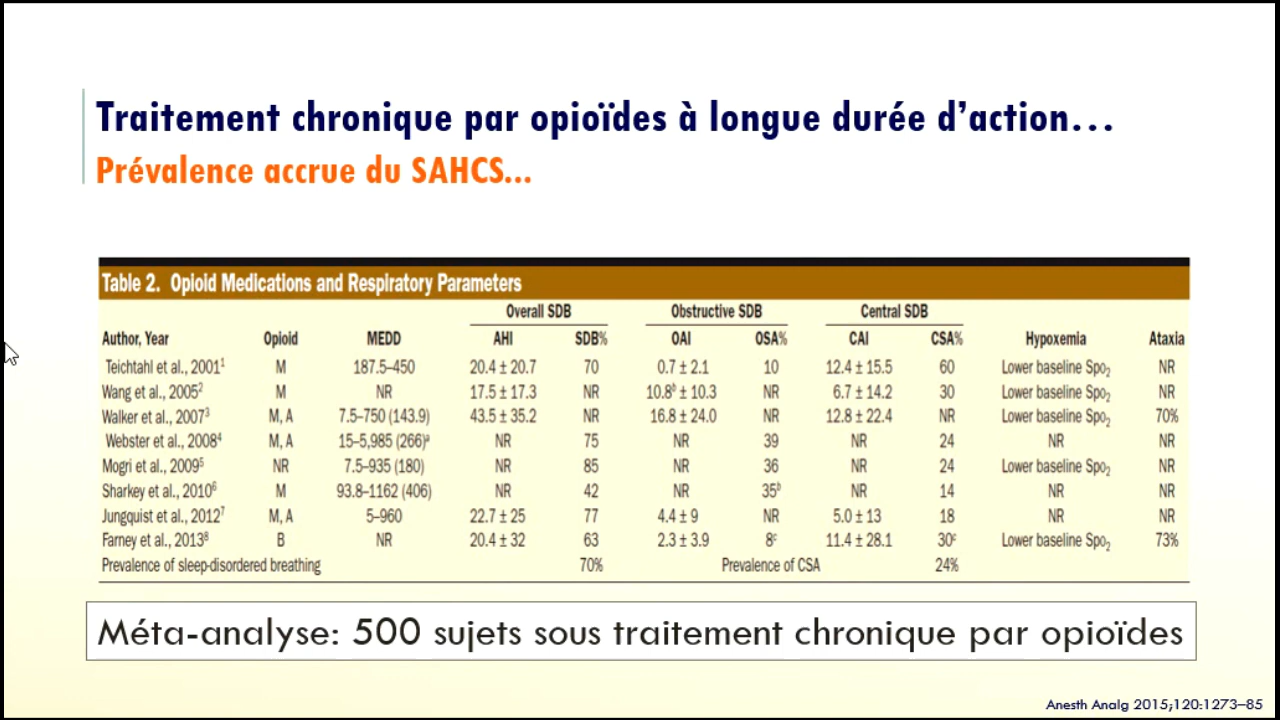 Traitement chronique par opioïdes à longue durée d'action...
Prévalence accrue du SAHCS...
Table 2. Opioid Medications and Respiratory Parameters
Overall SDB Obstructive SDB Central SDB
Author, Year Opioid MEDD AHI SDB% OAI OSA% CAI CSA% Hypoxemia Ataxia
Teichtahl et al., 2001¹ M 187.5–450 20.4 ± 20.7 70 0.7 ± 2.1 10 12.4 ± 15.5 60 Lower baseline Spo₂ NR
Wang et al., 2005² M NR 17.5 ± 17.3 NR 10.8ᵇ ± 10.3 NR 6.7 ± 14.2 30 Lower baseline Spo₂ NR
Walker et al., 2007³ M, A 7.5–750 (143.9) 43.5 ± 35.2 NR 16.8 ± 24.0 NR 12.8 ± 22.4 NR Lower baseline Spo₂ 70%
Webster et al., 2008⁴ M, A 15–5,985 (266)ᵃ NR 75 NR 39 NR 24 NR NR
Mogri et al., 2009⁵ NR 7.5–935 (180) NR 85 NR 36 NR 24 Lower baseline Spo₂ NR
Sharkey et al., 2010⁶ M 93.8–1162 (406) NR 42 NR 35ᵇ NR 14 NR NR
Jungquist et al., 2012⁷ M, A 5–960 22.7 ± 25 77 4.4 ± 9 NR 5.0 ± 13 18 NR NR
Farney et al., 2013⁸ B NR 20.4 ± 32 63 2.3 ± 3.9 8ᶜ 11.4 ± 28.1 30ᶜ Lower baseline Spo₂ 73%
Prevalence of sleep-disordered breathing 70% Prevalence of CSA 24%
Méta-analyse: 500 sujets sous traitement chronique par opioïdes
Anesth Analg 2015;120:1273–85